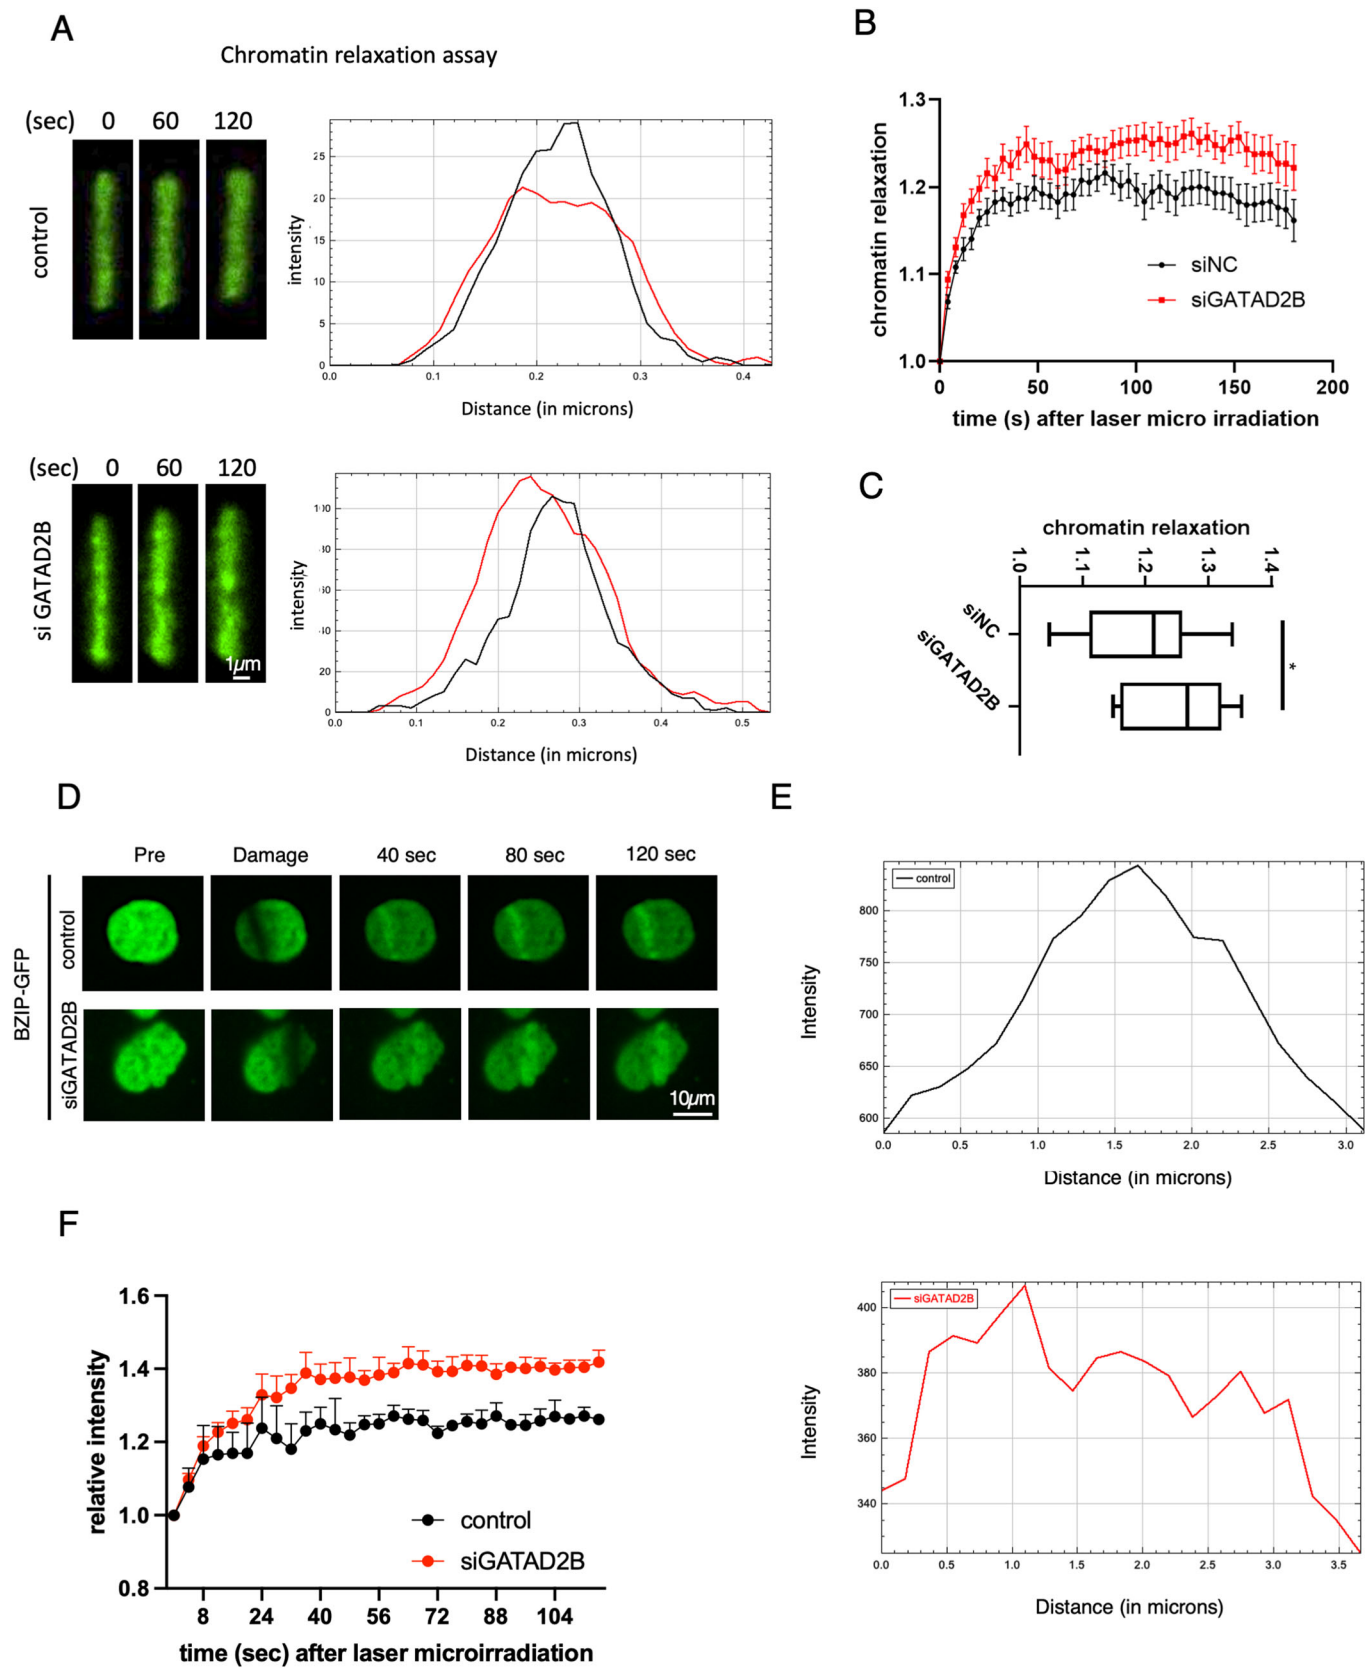 A
Chromatin relaxation assay
(sec) 0 60 120
control
intensity
25
20
15
10
5
0
0.0 0.1 0.2 0.3 0.4
Distance (in microns)
(sec) 0 60 120
si GATAD2B
1µm
intensity
100
80
60
40
20
0
0.0 0.1 0.2 0.3 0.4 0.5
Distance (in microns)
B
chromatin relaxation
1.3
1.2
1.1
1.0
siNC
siGATAD2B
0 50 100 150 200
time (s) after laser micro irradiation
C
chromatin relaxation
1.0 1.1 1.2 1.3 1.4
siNC
siGATAD2B
*
D
Pre Damage 40 sec 80 sec 120 sec
BZIP-GFP
control
siGATAD2B
10µm
E
control
Intensity
800
750
700
650
600
0.0 0.5 1.0 1.5 2.0 2.5 3.0
Distance (in microns)
siGATAD2B
Intensity
400
380
360
340
0.0 0.5 1.0 1.5 2.0 2.5 3.0 3.5
Distance (in microns)
F
relative intensity
1.6
1.4
1.2
1.0
0.8
control
siGATAD2B
8 24 40 56 72 88 104
time (sec) after laser microirradiation